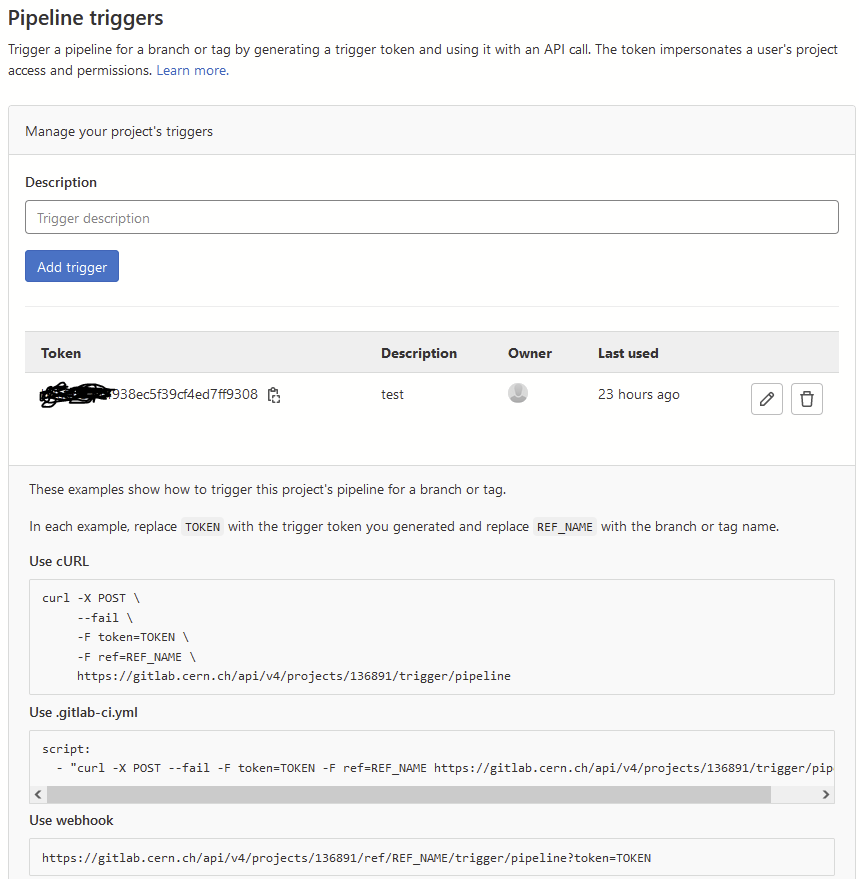 Pipeline triggers
Trigger a pipeline for a branch or tag by generating a trigger token and using it with an API call. The token impersonates a user's project
access and permissions. Learn more.
Manage your project's triggers
Description
Trigger description
Add trigger
Token Description Owner Last used
938ec5f39cf4ed7ff9308 test 23 hours ago
These examples show how to trigger this project's pipeline for a branch or tag.
In each example, replace TOKEN with the trigger token you generated and replace REF_NAME with the branch or tag name.
Use cURL
curl -X POST \
--fail \
-F token=TOKEN \
-F ref=REF_NAME \
https://gitlab.cern.ch/api/v4/projects/136891/trigger/pipeline
Use .gitlab-ci.yml
script:
- "curl -X POST --fail -F token=TOKEN -F ref=REF_NAME https://gitlab.cern.ch/api/v4/projects/136891/trigger/pip
Use webhook
https://gitlab.cern.ch/api/v4/projects/136891/ref/REF_NAME/trigger/pipeline?token=TOKEN